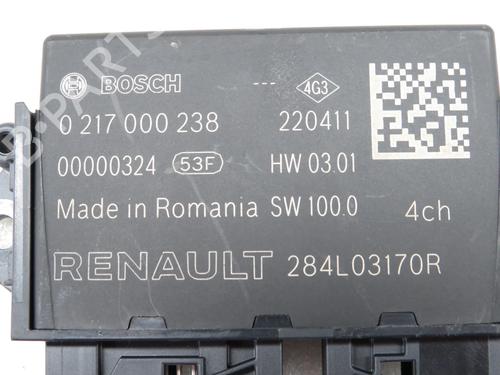 BOSCH --- 4G3
0 217 000 238 220411
00000324 53F HW 03.01
Made in Romania SW 100.0 4ch
RENAULT 284L03170R